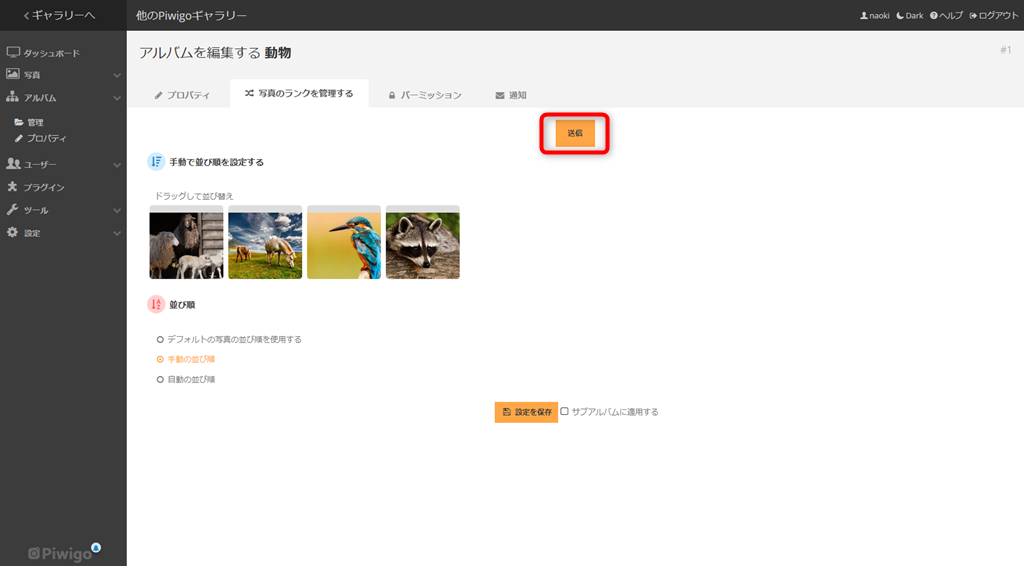 ギャラリーへ
他のPiwigoギャラリー
naoki Dark ヘルプ ログアウト
ダッシュボード
写真
アルバム
管理
プロパティ
ユーザー
プラグイン
ツール
設定
Piwigo
アルバムを編集する 動物
#1
プロパティ
写真のランクを管理する
パーミッション
通知
送信
手動で並び順を設定する
ドラッグして並び替え
並び順
デフォルトの写真の並び順を使用する
手動の並び順
自動の並び順
設定を保存 サブアルバムに適用する